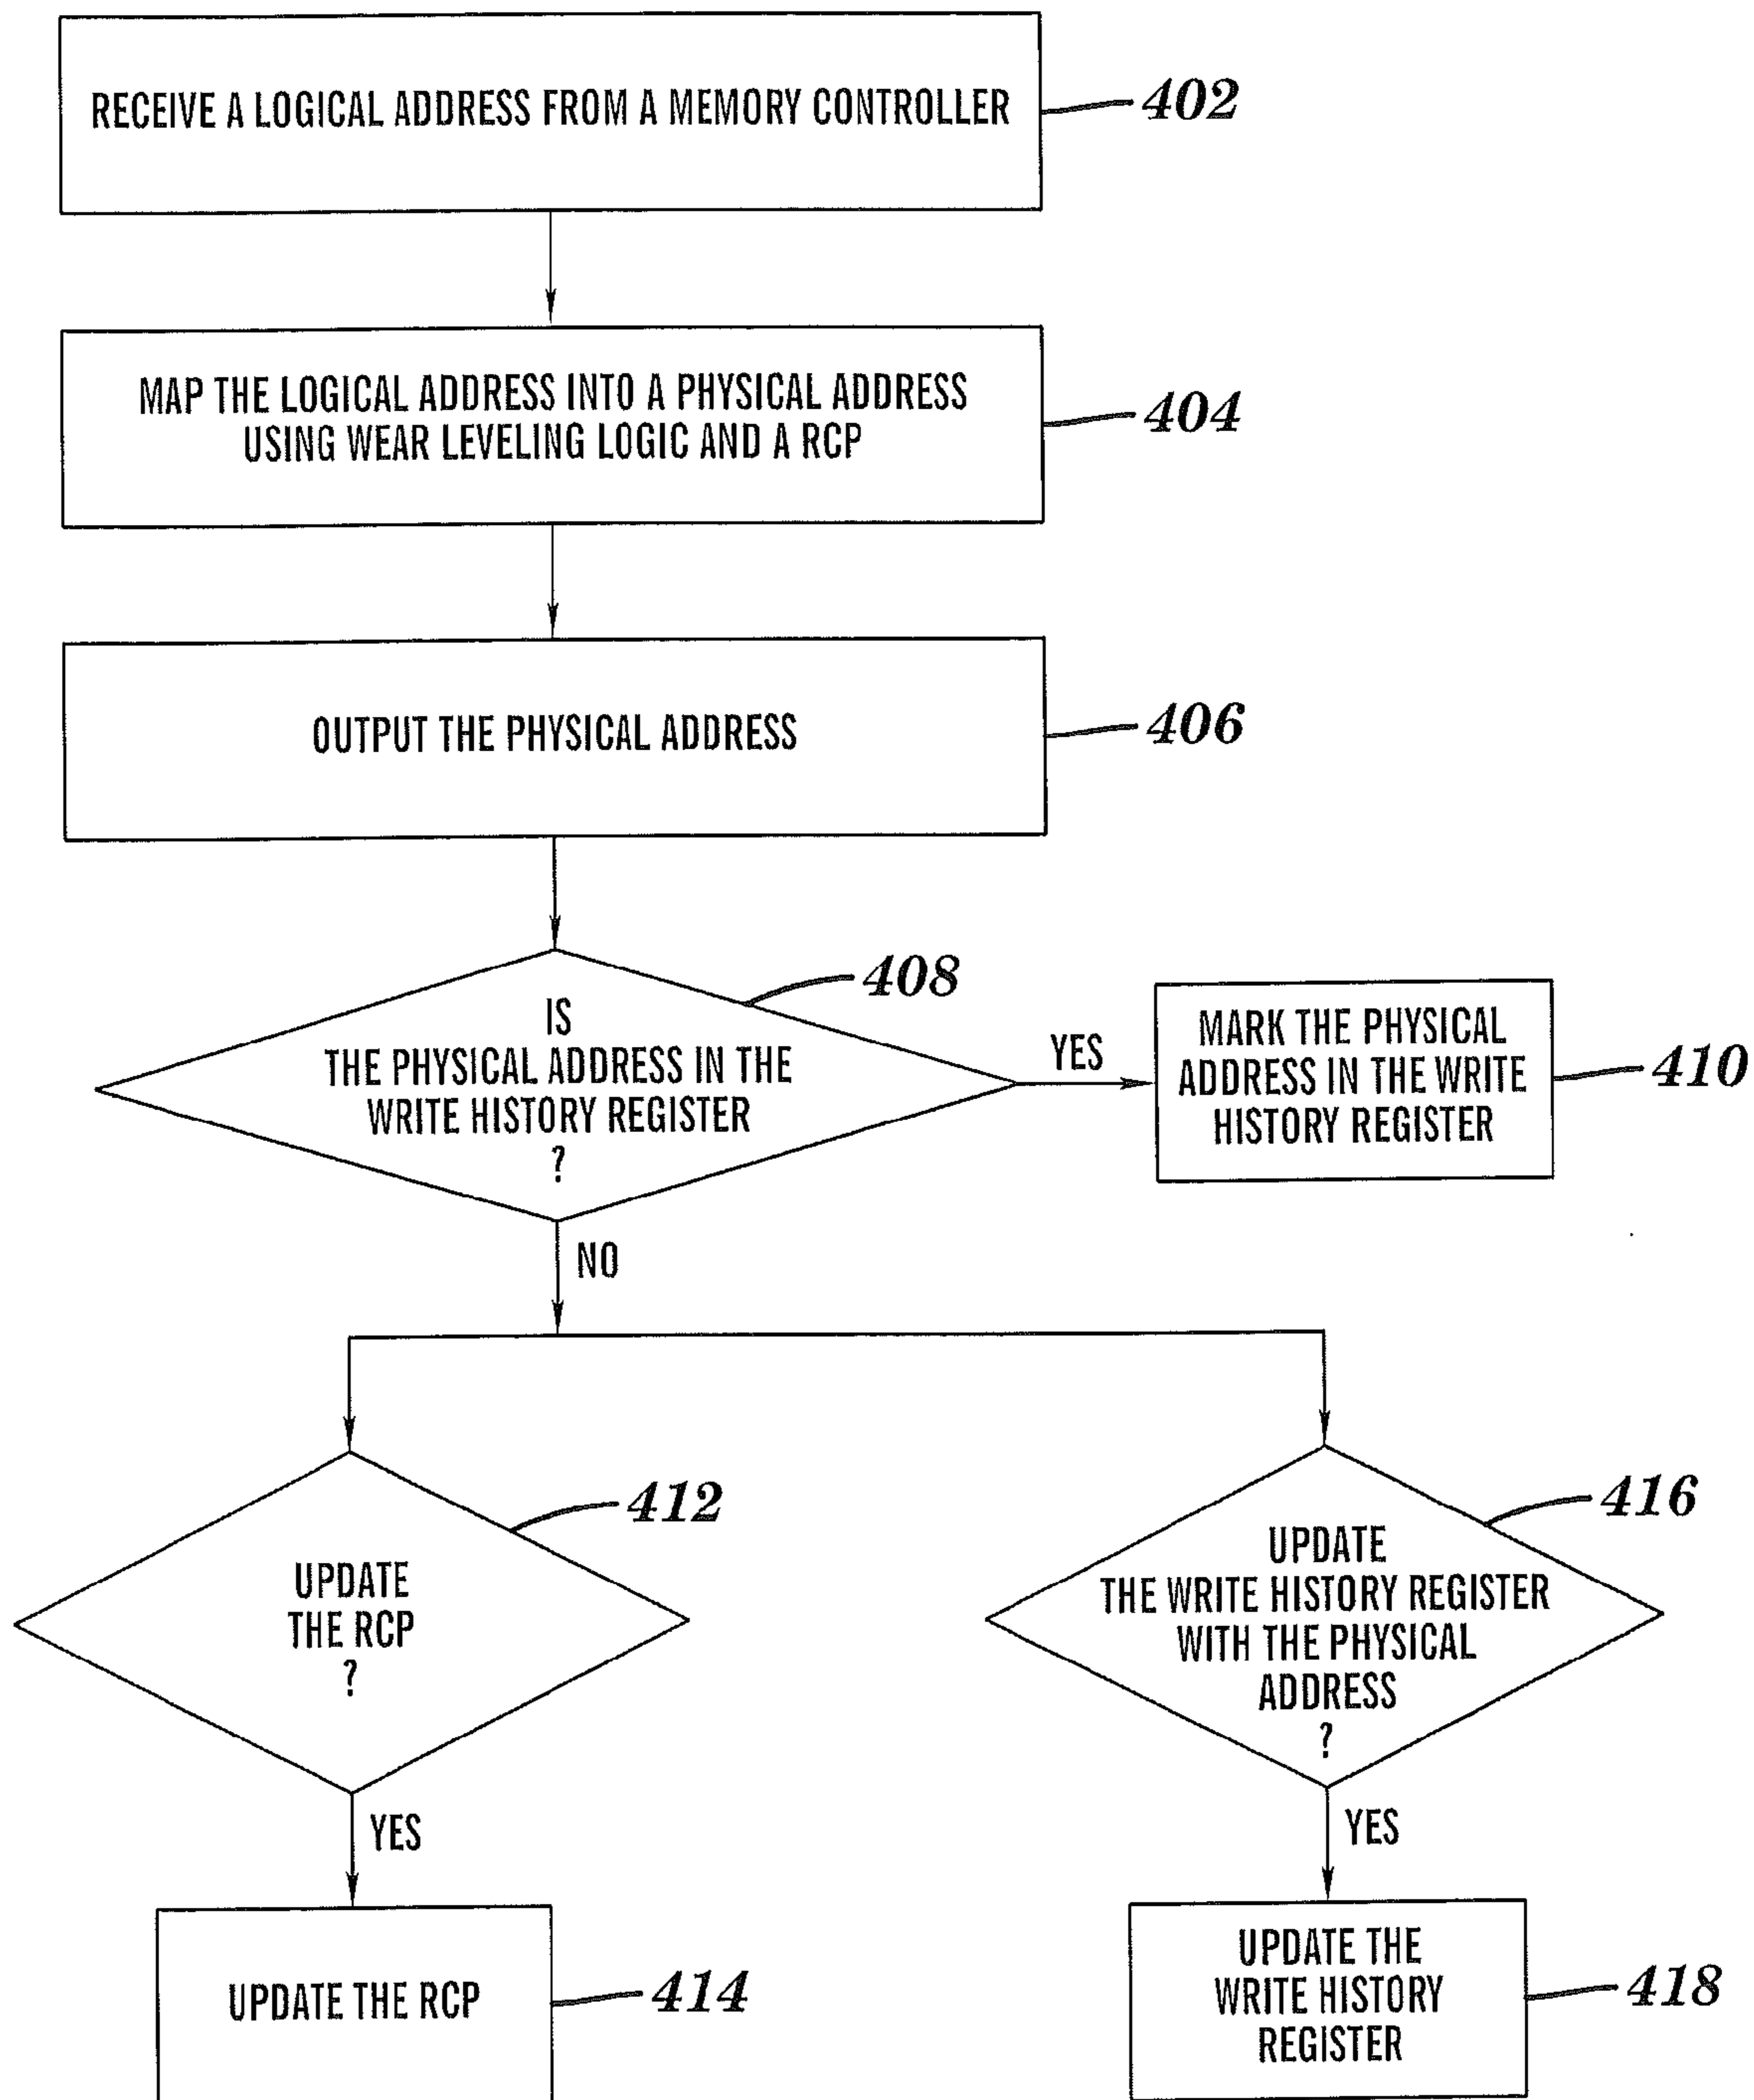 RECEIVE A LOGICAL ADDRESS FROM A MEMORY CONTROLLER
402
MAP THE LOGICAL ADDRESS INTO A PHYSICAL ADDRESS
USING WEAR LEVELING LOGIC AND A RCP
404
OUTPUT THE PHYSICAL ADDRESS
406
408
IS
THE PHYSICAL ADDRESS IN THE
WRITE HISTORY REGISTER
?
YES
MARK THE PHYSICAL
ADDRESS IN THE WRITE
HISTORY REGISTER
410
NO
412
UPDATE
THE RCP
?
416
UPDATE
THE WRITE HISTORY REGISTER
WITH THE PHYSICAL
ADDRESS
?
YES
YES
UPDATE THE RCP
414
UPDATE THE
WRITE HISTORY
REGISTER
418